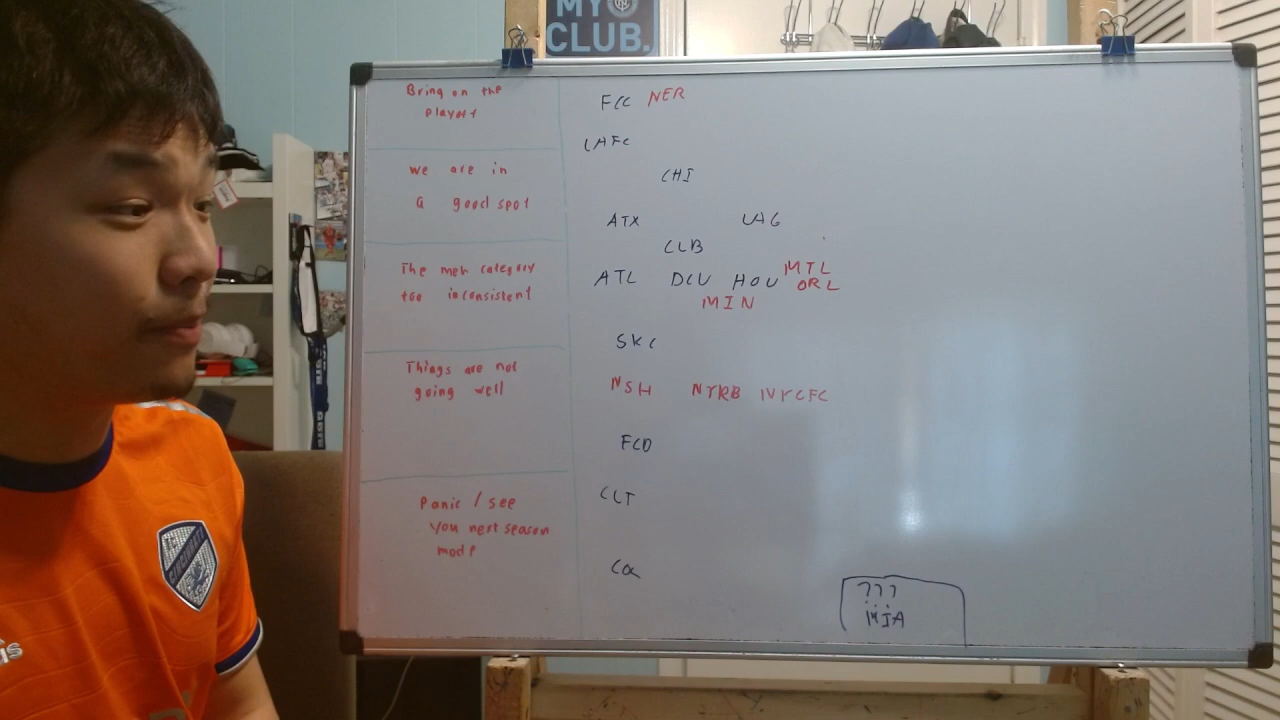 MY
CLUB.
Bring on the
playoff
FCC NER
LAFC
we are in
a good spot
CHI
ATX LAG
CLB
The meh category
too inconsistent
ATL DCU HOU MTL
ORL
MIN
SKC
Things are not
going well
NSH NYRB NYCFC
FCD
Panic / see
you next season
mode
CLT
COL
???
MIA
CINCINNATI